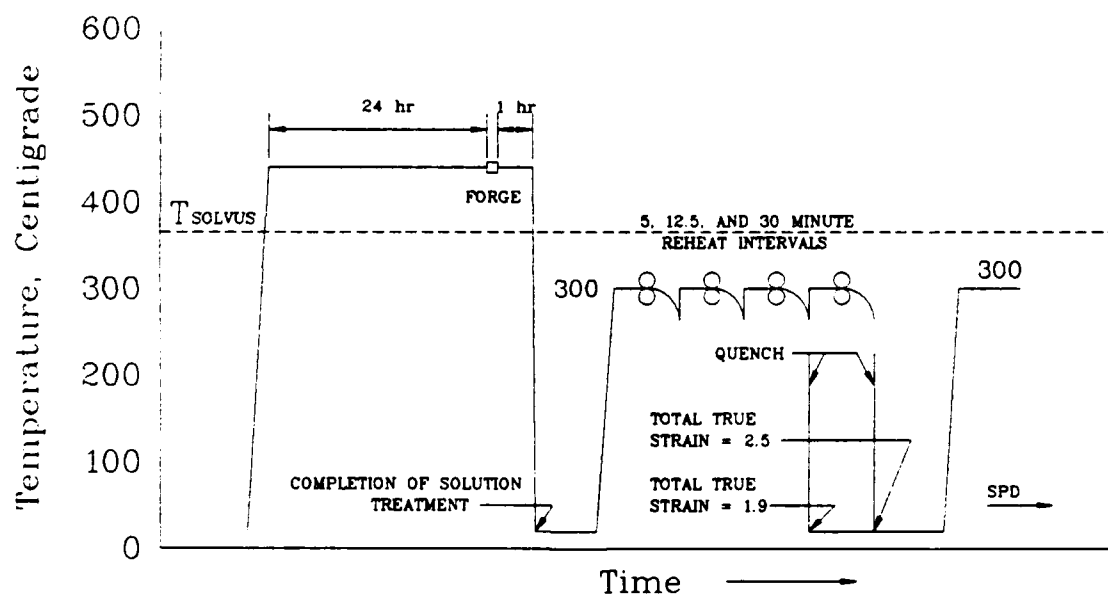 600
500
400
300
200
100
0
Temperature, Centigrade
24 hr
1 hr
FORGE
TSOLVUS
5, 12.5, AND 30 MINUTE
REHEAT INTERVALS
300
300
QUENCH
TOTAL TRUE
STRAIN = 2.5
COMPLETION OF SOLUTION
TREATMENT
TOTAL TRUE
STRAIN = 1.9
SPD
Time